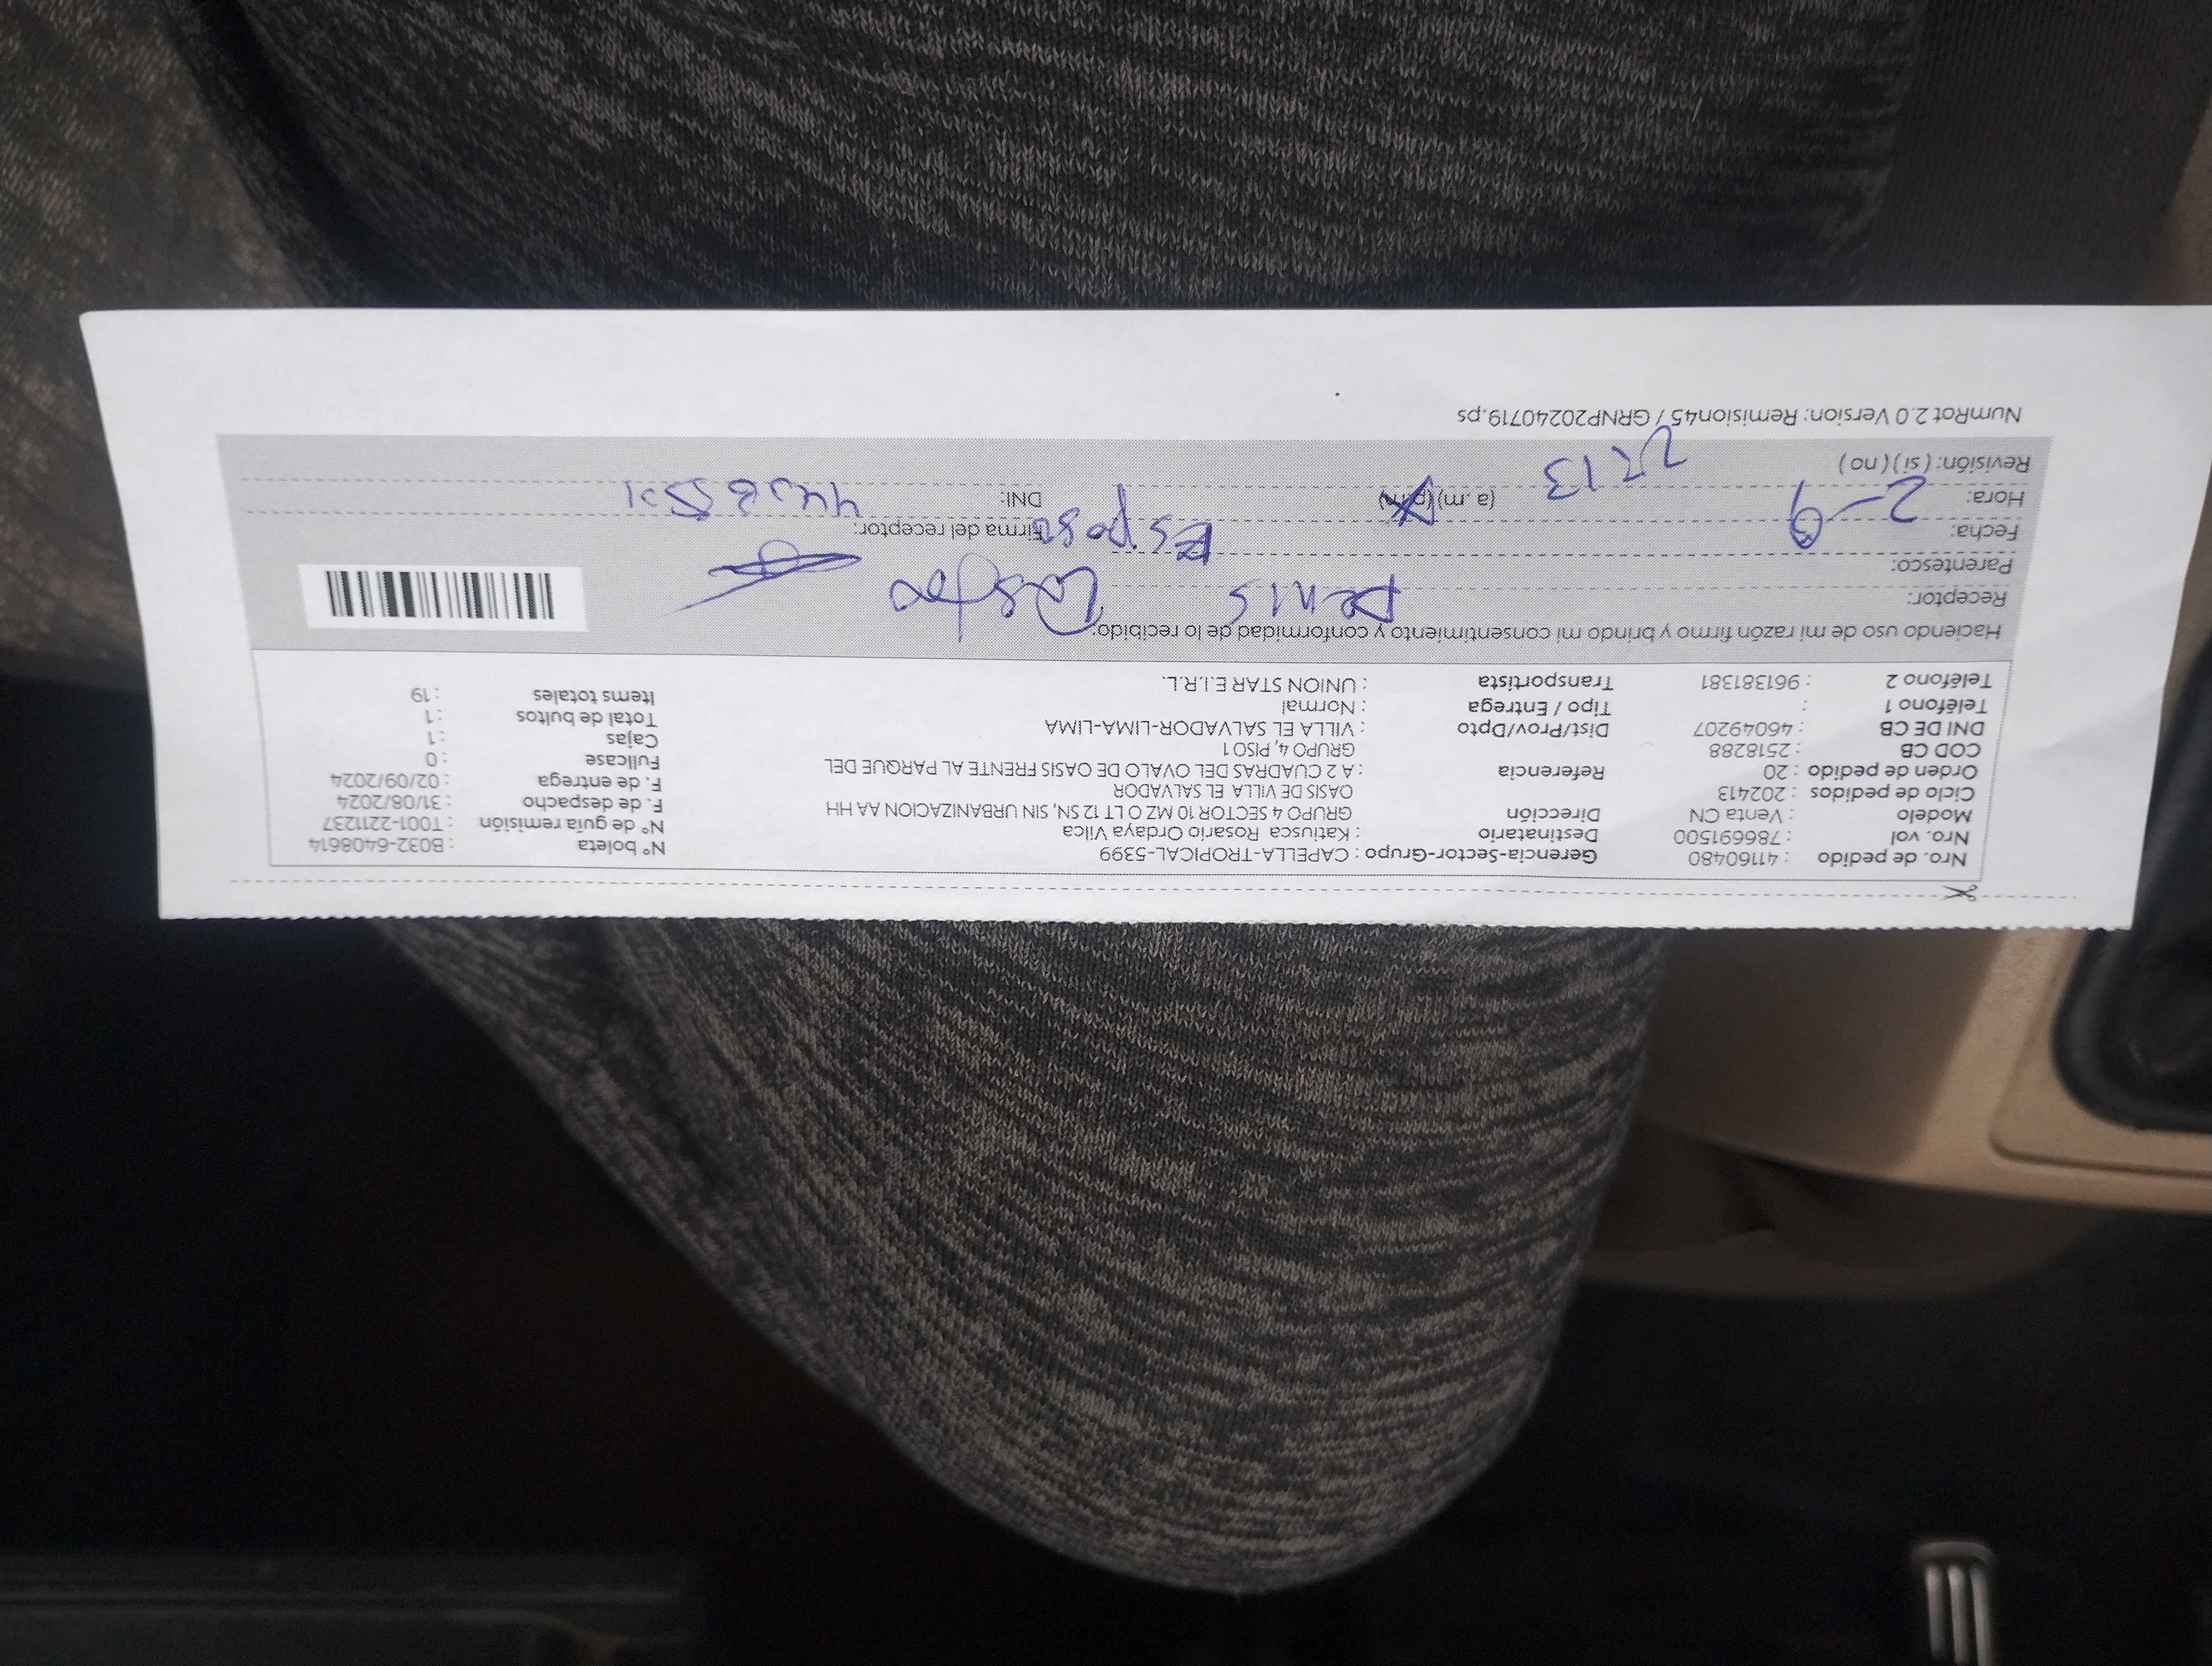 Nro. de pedido : 41160480 Gerencia-Sector-Grupo : CAPELLA-TROPICAL-5399 N° boleta : B032-6408614
Nro. vol : 786691500 Destinatario : Katiusca Rosario Ordaya Vilca N° de guía remisión : T001-2211237
Modelo : Venta CN Dirección GRUPO 4 SECTOR 10 MZ O LT 12 SN, SIN URBANIZACION AA HH F. de despacho : 31/08/2024
Ciclo de pedidos : 202413 OASIS DE VILLA EL SALVADOR F. de entrega : 02/09/2024
Orden de pedido : 20 Referencia : A 2 CUADRAS DEL OVALO DE OASIS FRENTE AL PARQUE DEL Fullcase : 0
COD CB : 2518288 GRUPO 4, PISO 1 Cajas : 1
DNI DE CB : 46049207 Dist/Prov/Dpto : VILLA EL SALVADOR-LIMA-LIMA Total de bultos : 1
Teléfono 1 : Tipo / Entrega : Normal Items totales : 19
Teléfono 2 : 961381381 Transportista : UNION STAR E.I.R.L.
Haciendo uso de mi razón firmo y brindo mi consentimiento y conformidad de lo recibido:
Receptor: Denis
Parentesco: Esposo
Fecha: 2-9 Firma del receptor:
Hora: (a.m) (p.m) DNI:
Revisión: (si) (no)
NumRot 2.0 Version: Remision45 / GRNP20240719.ps